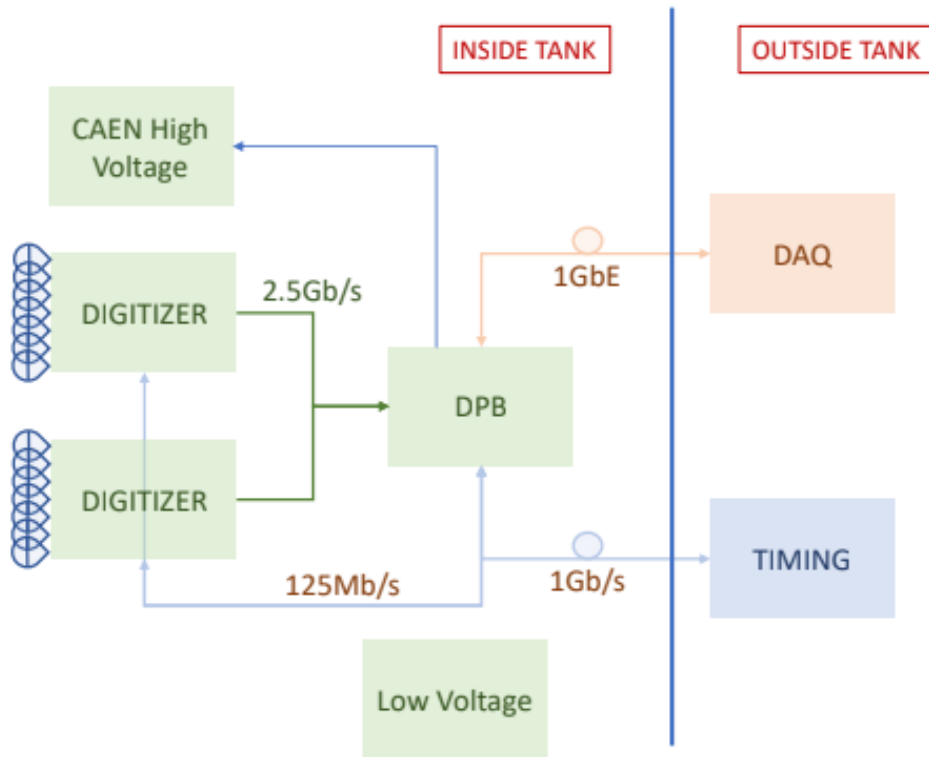 INSIDE TANK
OUTSIDE TANK
CAEN High
Voltage
DAQ
1GbE
2.5Gb/s
DIGITIZER
DPB
DIGITIZER
TIMING
125Mb/s
1Gb/s
Low Voltage